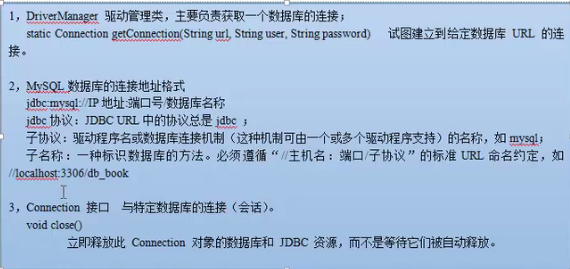 1，DriverManager 驱动管理类，主要负责获取一个数据库的连接；
static Connection getConnection(String url, String user, String password) 试图建立到给定数据库 URL 的连
接。
2，MySQL 数据库的连接地址格式
jdbc:mysql://IP 地址:端口号/数据库名称
jdbc 协议：JDBC URL 中的协议总是 jdbc ；
子协议：驱动程序名或数据库连接机制（这种机制可由一个或多个驱动程序支持）的名称，如 mysql；
子名称：一种标识数据库的方法。必须遵循“//主机名：端口/子协议”的标准 URL 命名约定，如
//localhost:3306/db_book
3，Connection 接口 与特定数据库的连接（会话）。
void close()
立即释放此 Connection 对象的数据库和 JDBC 资源，而不是等待它们被自动释放。